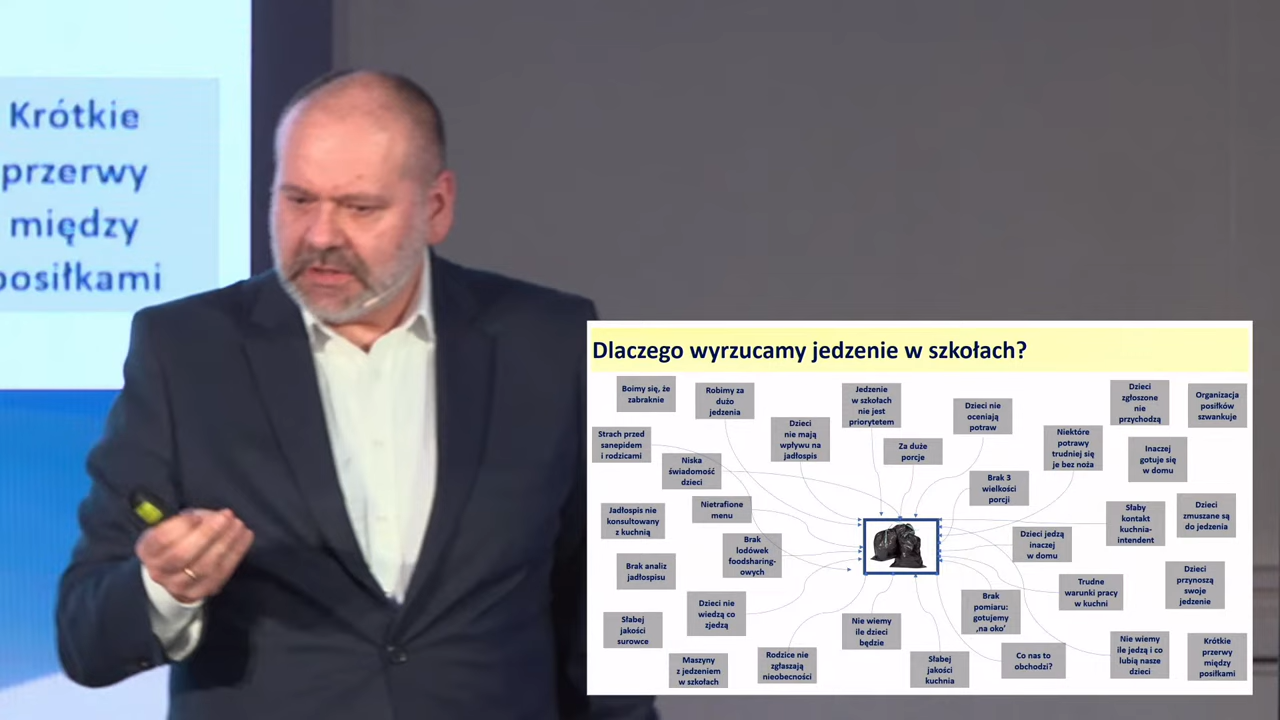 Krótkie
przerwy
między
posiłkami
Dlaczego wyrzucamy jedzenie w szkołach?
Boimy się, że
zabraknie
Robimy za
dużo
jedzenia
Jedzenie
w szkołach
nie jest
priorytetem
Dzieci nie
oceniają
potraw
Dzieci
zgłoszone
nie
przychodzą
Organizacja
posiłków
szwankuje
Strach przed
sanepidem
i rodzicami
Dzieci
nie mają
wpływu na
jadłospis
Za duże
porcje
Niektóre
potrawy
trudniej się
je bez noża
Inaczej
gotuje się
w domu
Niska
świadomość
dzieci
Brak 3
wielkości
porcji
Jadłospis nie
konsultowany
z kuchnią
Nietrafione
menu
Słaby
kontakt
kuchnia-
intendent
Dzieci
zmuszane są
do jedzenia
Brak
lodówek
foodsharing-
owych
Dzieci jedzą
inaczej
w domu
Brak analiz
jadłospisu
Trudne
warunki pracy
w kuchni
Dzieci
przynoszą
swoje
jedzenie
Dzieci nie
wiedzą co
zjedzą
Brak
pomiaru:
gotujemy
‚na oko’
Słabej
jakości
surowce
Nie wiemy
ile dzieci
będzie
Maszyny
z jedzeniem
w szkołach
Rodzice nie
zgłaszają
nieobecności
Słabej
jakości
kuchnia
Co nas to
obchodzi?
Nie wiemy
ile jedzą i co
lubią nasze
dzieci
Krótkie
przerwy
między
posiłkami